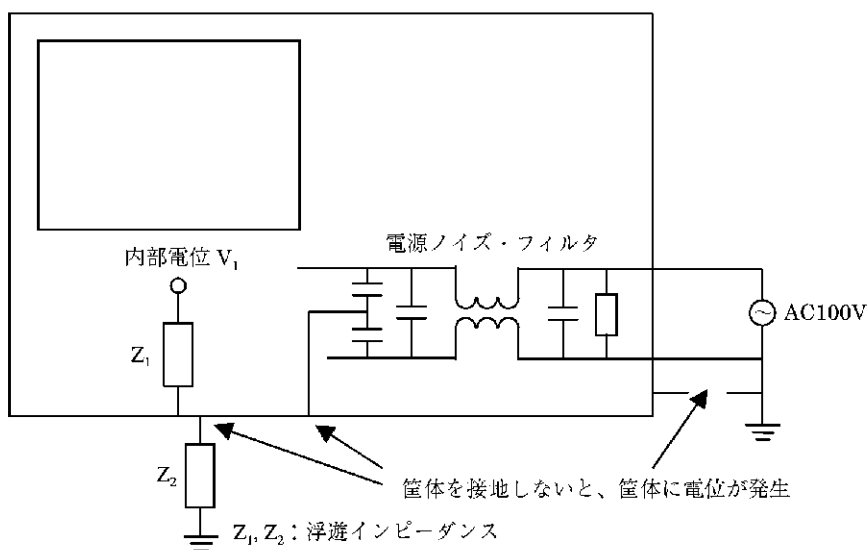 内部電位 V₁
電源ノイズ・フィルタ
AC100V
Z₁
Z₂
筐体を接地しないと、筐体に電位が発生
Z₁, Z₂：浮遊インピーダンス